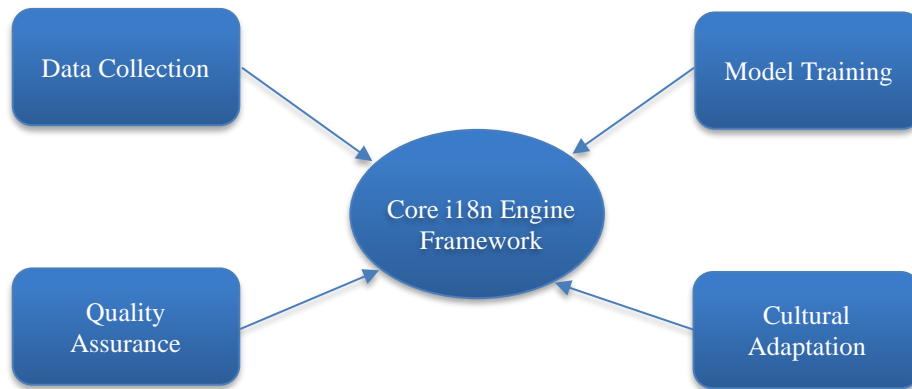 Data Collection
Model Training
Core i18n Engine
Framework
Quality
Assurance
Cultural
Adaptation